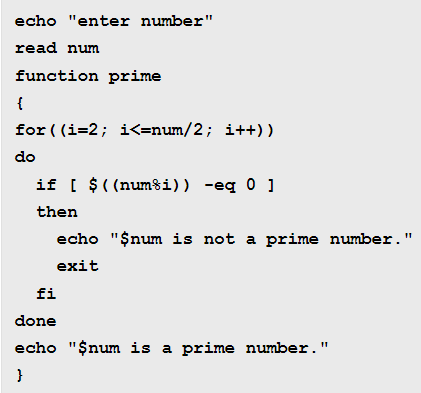 echo "enter number"
read num
function prime
{
for((i=2; i<=num/2; i++))
do
  if [ $((num%i)) -eq 0 ]
  then
    echo "$num is not a prime number."
    exit
  fi
done
echo "$num is a prime number."
}